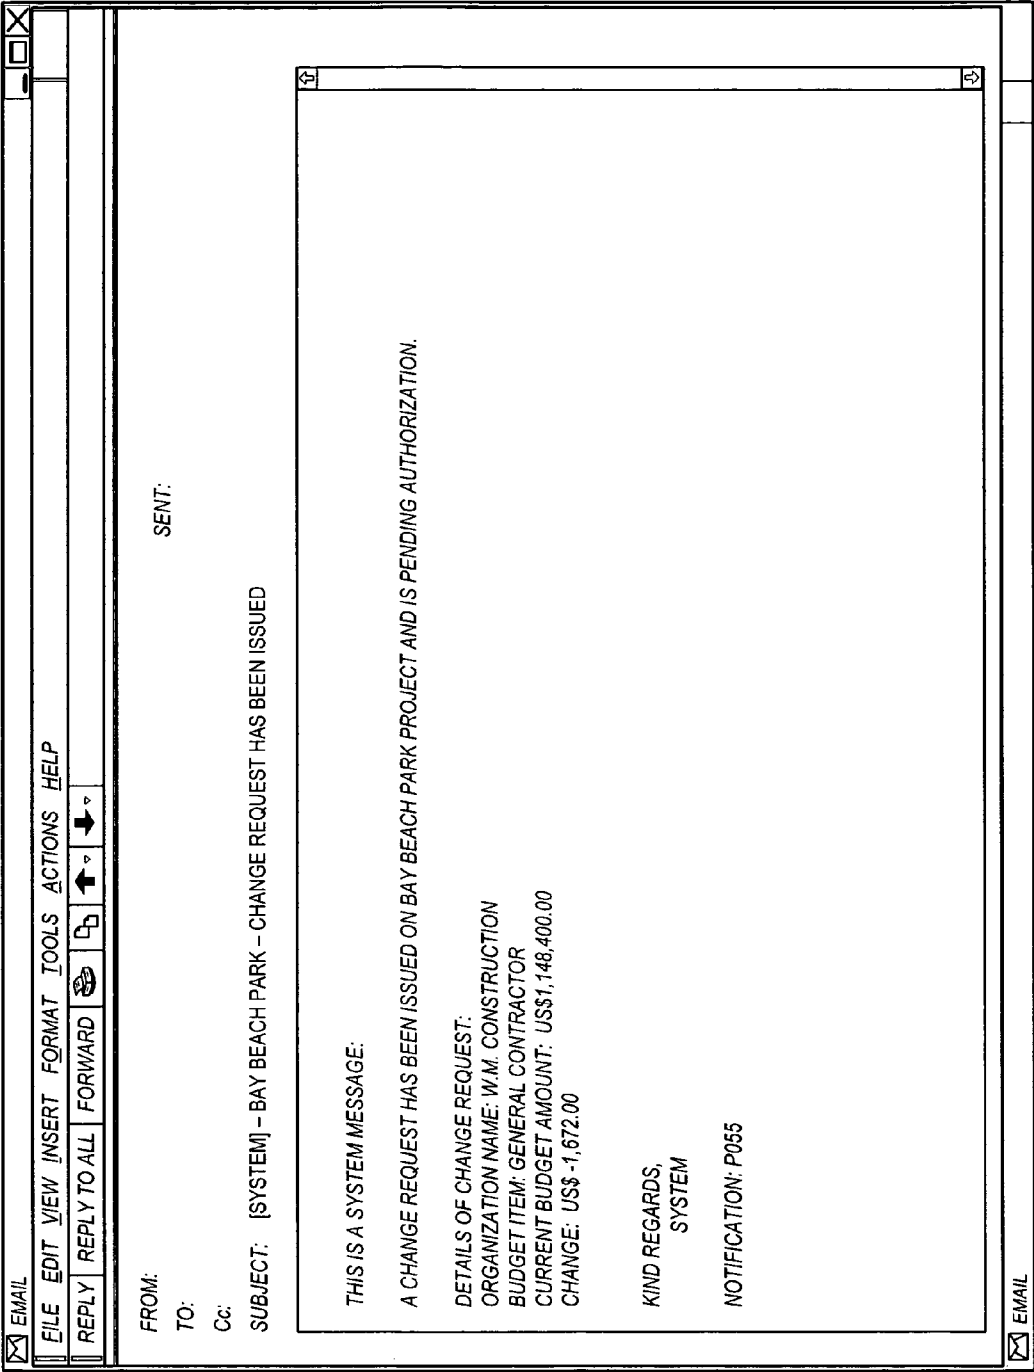 EMAIL
FILE EDIT VIEW INSERT FORMAT TOOLS ACTIONS HELP
REPLY REPLY TO ALL FORWARD
FROM:
SENT:
TO:
Cc:
SUBJECT: [SYSTEM] – BAY BEACH PARK – CHANGE REQUEST HAS BEEN ISSUED
THIS IS A SYSTEM MESSAGE:
A CHANGE REQUEST HAS BEEN ISSUED ON BAY BEACH PARK PROJECT AND IS PENDING AUTHORIZATION.
DETAILS OF CHANGE REQUEST:
ORGANIZATION NAME: W.M. CONSTRUCTION
BUDGET ITEM: GENERAL CONTRACTOR
CURRENT BUDGET AMOUNT: US$1,148,400.00
CHANGE: US$ -1,672.00
KIND REGARDS,
SYSTEM
NOTIFICATION: P055
EMAIL